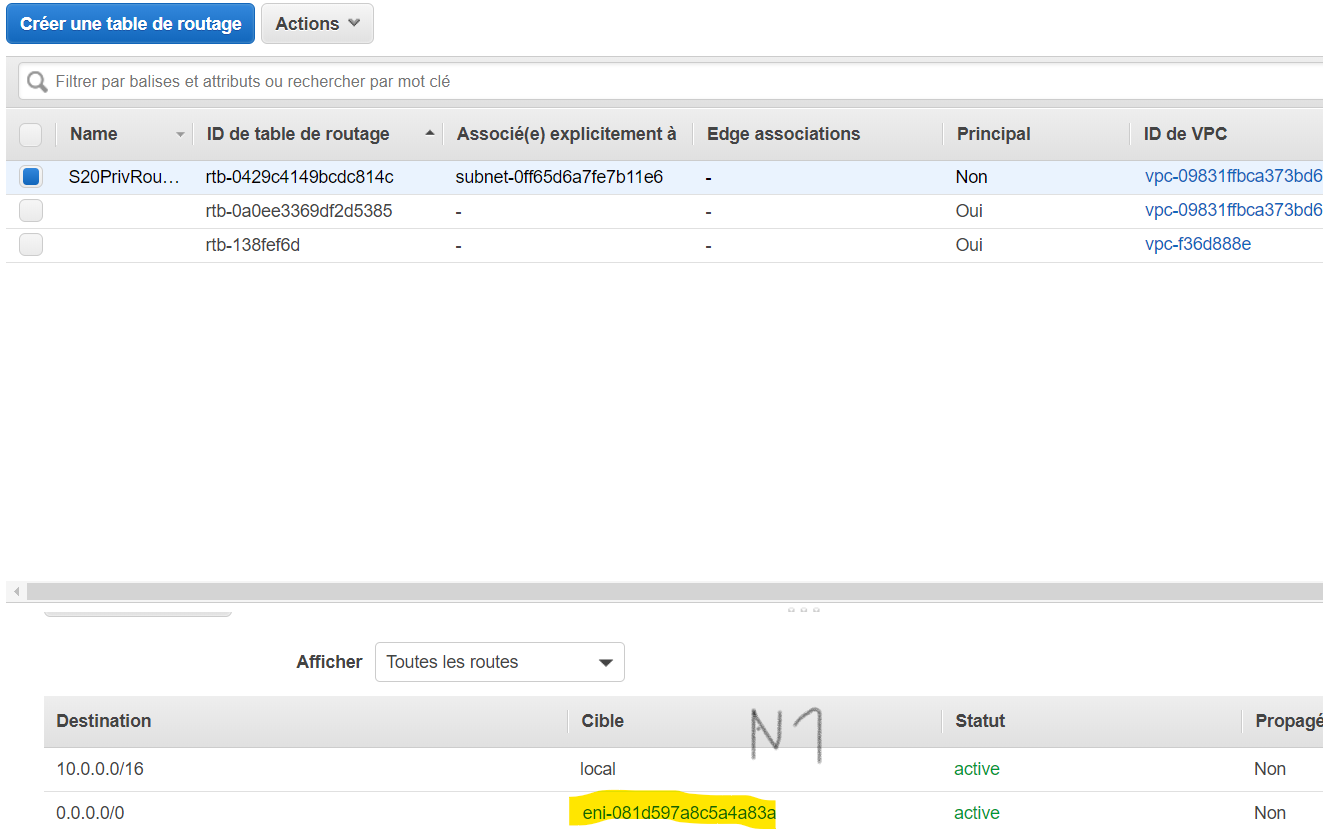 Créer une table de routage Actions
Filtrer par balises et attributs ou rechercher par mot clé
Name ID de table de routage Associé(e) explicitement à Edge associations Principal ID de VPC
S20PrivRou… rtb-0429c4149bcdc814c subnet-0ff65d6a7fe7b11e6 - Non vpc-09831ffbca373bd6
rtb-0a0ee3369df2d5385 - - Oui vpc-09831ffbca373bd6
rtb-138fef6d - - Oui vpc-f36d888e
Afficher Toutes les routes
N1
Destination Cible Statut Propagé
10.0.0.0/16 local active Non
0.0.0.0/0 eni-081d597a8c5a4a83a active Non